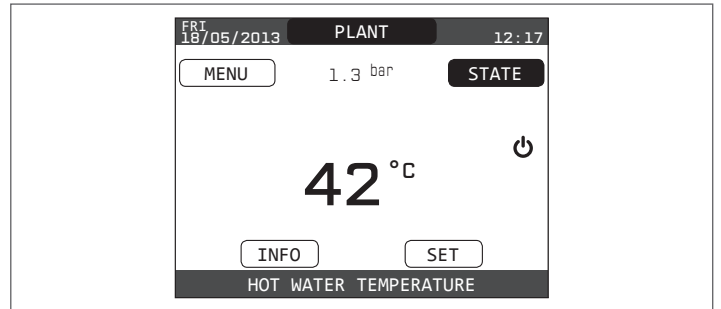 FRI
18/05/2013 PLANT 12:17
MENU 1.3 bar STATE
42 °C
INFO SET
HOT WATER TEMPERATURE